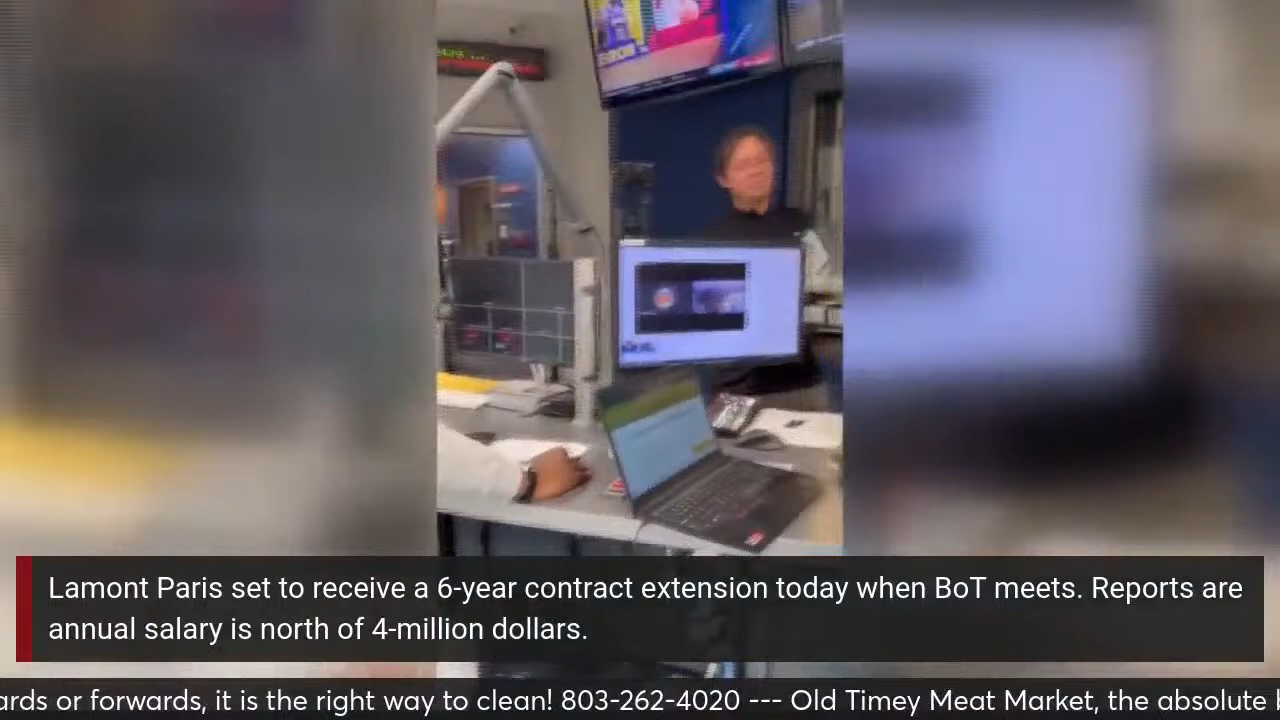 Lamont Paris set to receive a 6-year contract extension today when BoT meets. Reports are
annual salary is north of 4-million dollars.
ards or forwards, it is the right way to clean! 803-262-4020 --- Old Timey Meat Market, the absolute